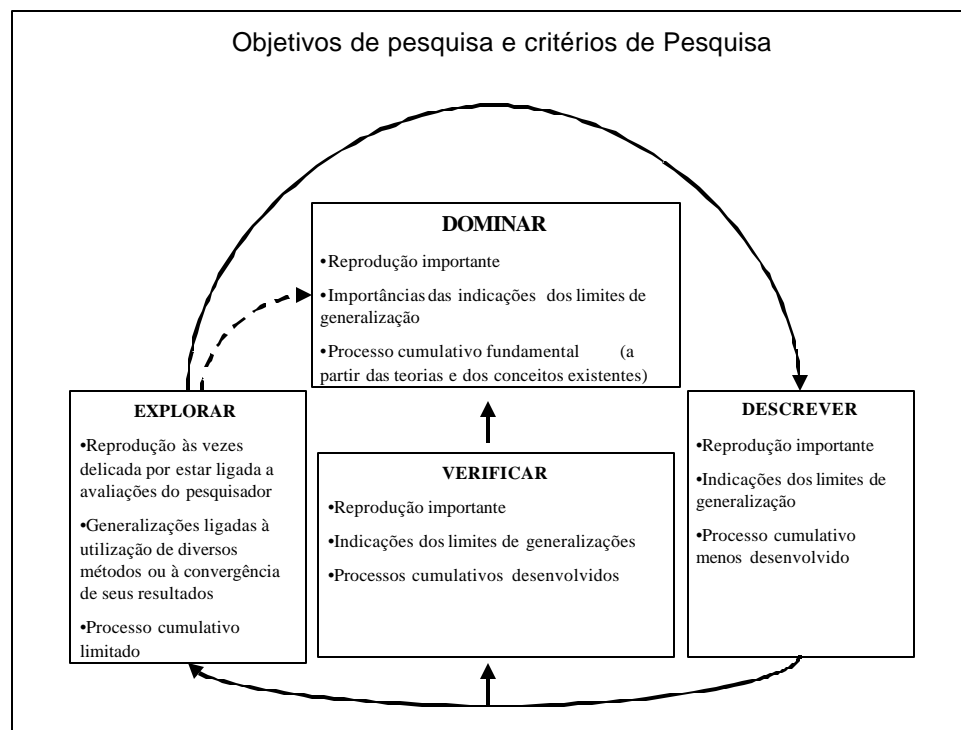 Objetivos de pesquisa e critérios de Pesquisa
DOMINAR
•Reprodução importante
•Importâncias das indicações dos limites de
generalização
•Processo cumulativo fundamental (a
partir das teorias e dos conceitos existentes)
EXPLORAR
•Reprodução às vezes
delicada por estar ligada a
avaliações do pesquisador
•Generalizações ligadas à
utilização de diversos
métodos ou à convergência
de seus resultados
•Processo cumulativo
limitado
VERIFICAR
•Reprodução importante
•Indicações dos limites de generalizações
•Processos cumulativos desenvolvidos
DESCREVER
•Reprodução importante
•Indicações dos limites de
generalização
•Processo cumulativo
menos desenvolvido